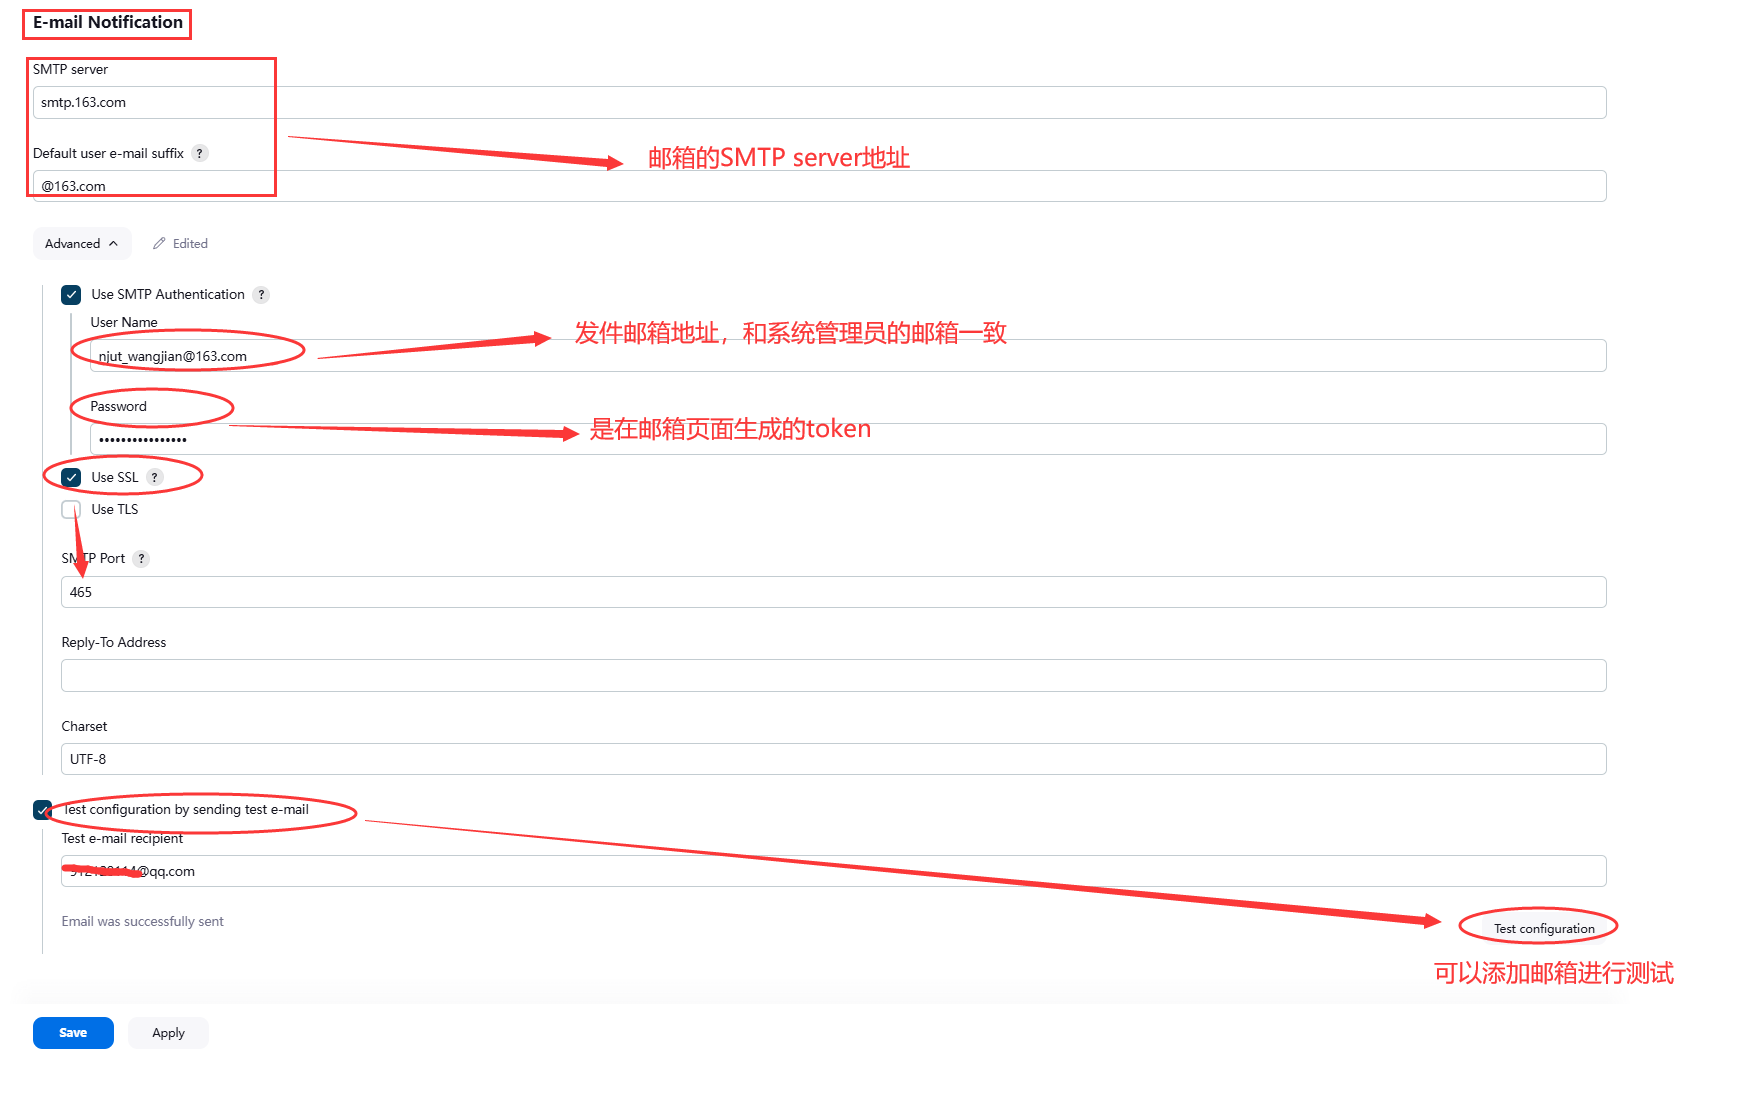 E-mail Notification
SMTP server
smtp.163.com
Default user e-mail suffix ?
邮箱的SMTP server地址
@163.com
Advanced
Edited
Use SMTP Authentication ?
User Name
发件邮箱地址，和系统管理员的邮箱一致
njut_wangjian@163.com
Password
是在邮箱页面生成的token
••••••••••••••••
Use SSL ?
Use TLS
SMTP Port ?
465
Reply-To Address
Charset
UTF-8
Test configuration by sending test e-mail
Test e-mail recipient
@qq.com
Email was successfully sent
Test configuration
可以添加邮箱进行测试
Save
Apply